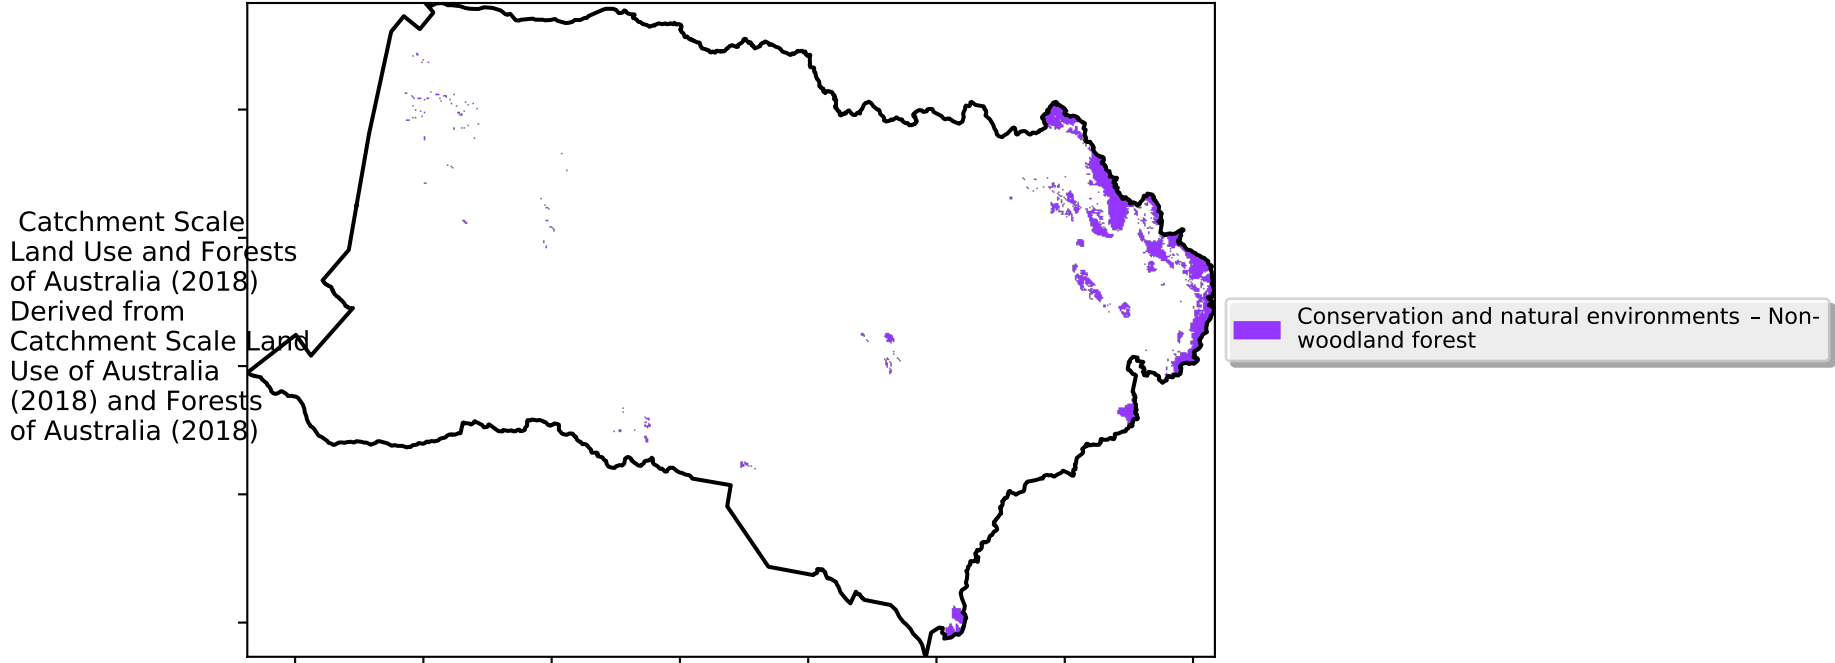 Catchment Scale
Land Use and Forests
of Australia (2018)
Derived from
Catchment Scale Land
Use of Australia
(2018) and Forests
of Australia (2018)
Conservation and natural environments – Non-
woodland forest